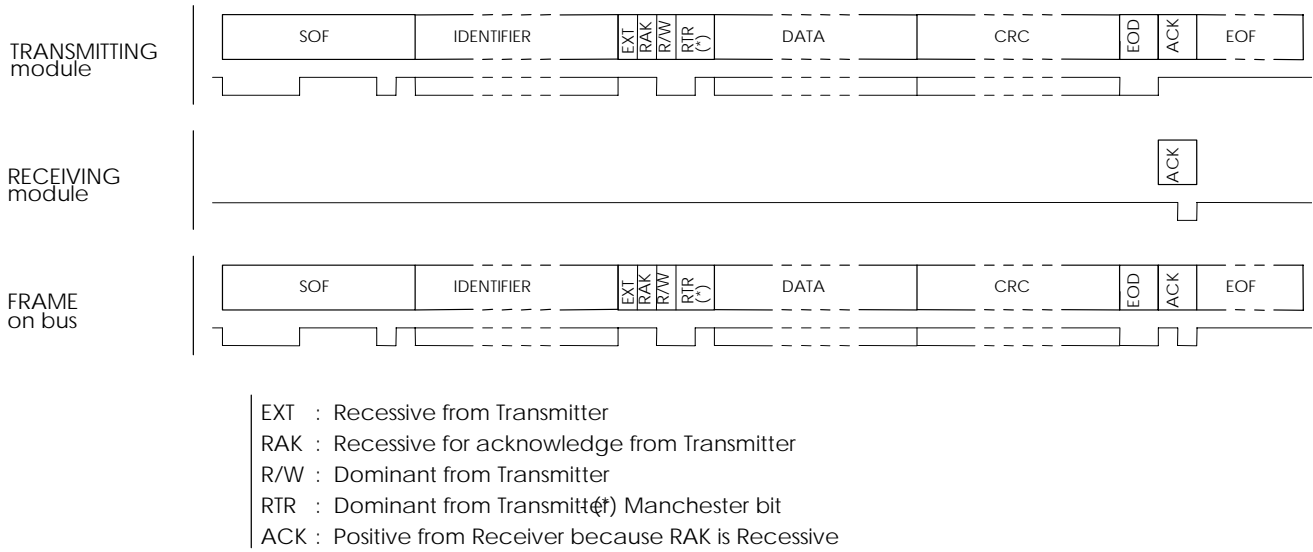 TRANSMITTING
module
SOF IDENTIFIER EXT RAK R/W RTR (*) DATA CRC EOD ACK EOF
RECEIVING
module
ACK
FRAME
on bus
SOF IDENTIFIER EXT RAK R/W RTR (*) DATA CRC EOD ACK EOF
EXT : Recessive from Transmitter
RAK : Recessive for acknowledge from Transmitter
R/W : Dominant from Transmitter
RTR : Dominant from Transmitter - (*) Manchester bit
ACK : Positive from Receiver because RAK is Recessive